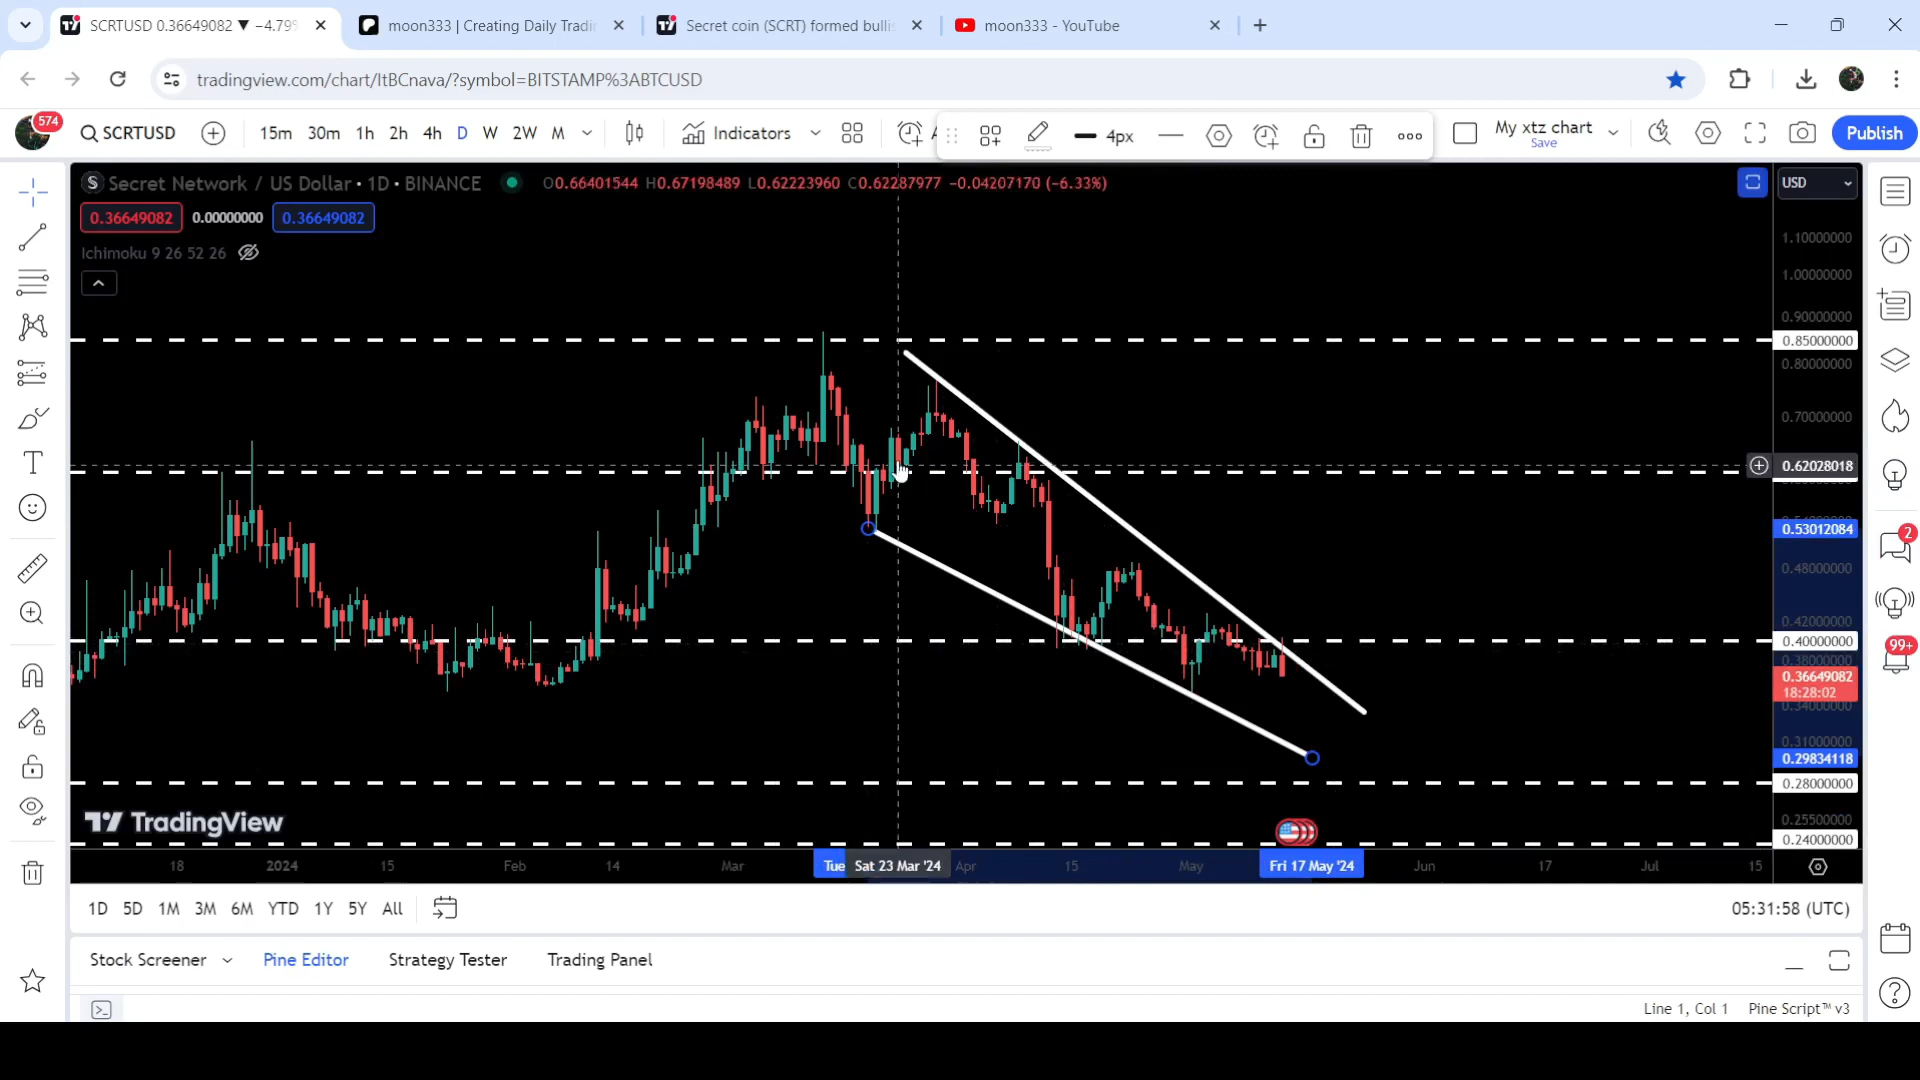 SCRTUSD 0.36649082 ▼ −4.79%
moon333 | Creating Daily Tradin
Secret coin (SCRT) formed bullis
moon333 - YouTube
tradingview.com/chart/ItBCnava/?symbol=BITSTAMP%3ABTCUSD
574
SCRTUSD
15m 30m 1h 2h 4h D W 2W M
Indicators
4px
My xtz chart
Save
Publish
Secret Network / US Dollar • 1D • BINANCE
O0.66401544 H0.67198489 L0.62223960 C0.62287977 −0.04207170 (−6.33%)
USD
0.36649082 0.00000000 0.36649082
Ichimoku 9 26 52 26
1.10000000
1.00000000
0.90000000
0.85000000
0.80000000
0.70000000
0.62028018
0.53012084
0.48000000
0.42000000
0.40000000
0.38000000
0.36649082
18:28:02
0.34000000
0.31000000
0.29834118
0.28000000
0.25500000
0.24000000
2
99+
TradingView
18 2024 15 Feb 14 Mar Tue Sat 23 Mar '24 Apr 15 May Fri 17 May '24 Jun 17 Jul 15
1D 5D 1M 3M 6M YTD 1Y 5Y All
05:31:58 (UTC)
Stock Screener Pine Editor Strategy Tester Trading Panel
Line 1, Col 1 Pine Script™ v3